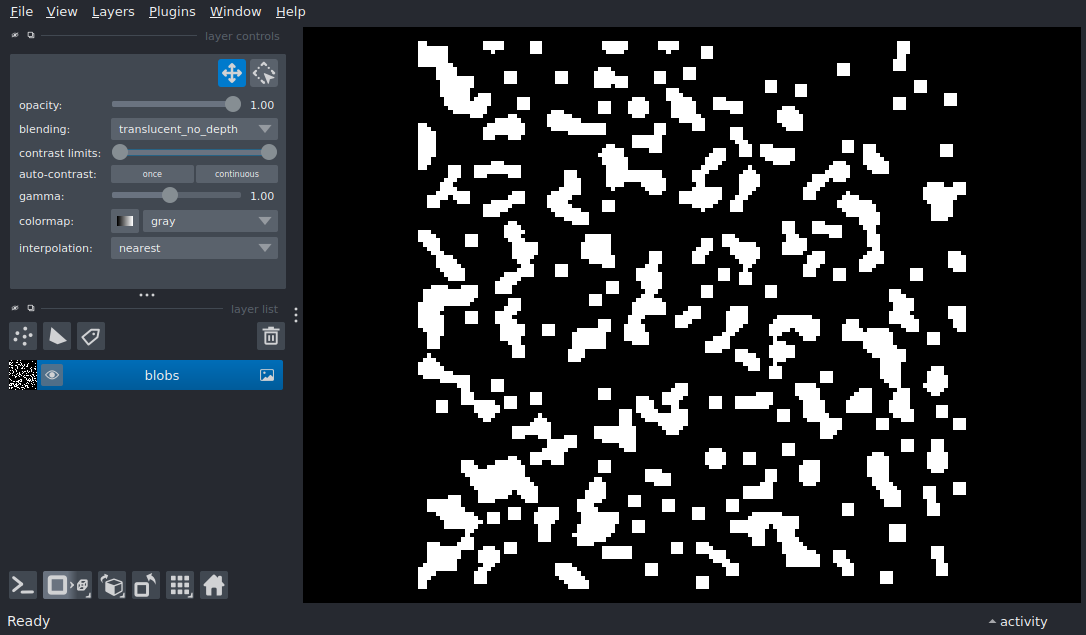 File View Layers Plugins Window Help
layer controls
opacity: 1.00
blending: translucent_no_depth
contrast limits:
auto-contrast: once continuous
gamma: 1.00
colormap: gray
interpolation: nearest
layer list
blobs
Ready activity